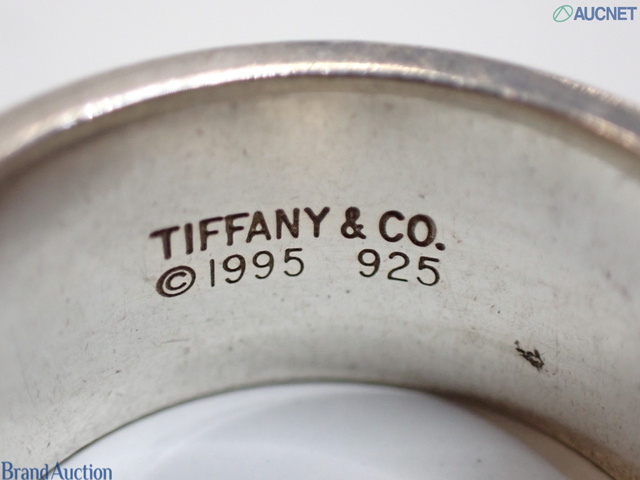 AUCNET
TIFFANY & CO.
©1995 925
Brand Auction